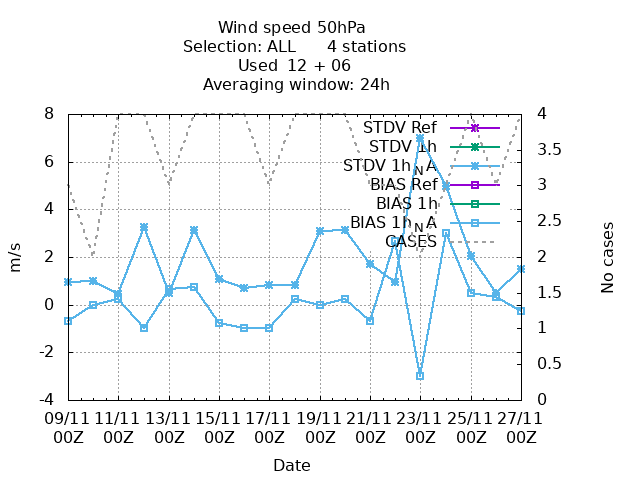 Wind speed 50hPa
Selection: ALL 4 stations
Used 12 + 06
Averaging window: 24h
8
6
4
2
0
-2
-4
m/s
4
3.5
3
2.5
2
1.5
1
0.5
0
No cases
STDV Ref
STDV 1h
STDV 1h_NA
BIAS Ref
BIAS 1h
BIAS 1h_NA
CASES
09/11 11/11 13/11 15/11 17/11 19/11 21/11 23/11 25/11 27/11
00Z 00Z 00Z 00Z 00Z 00Z 00Z 00Z 00Z 00Z
Date